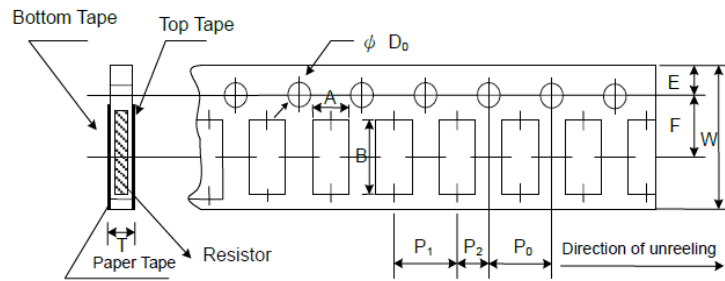 Bottom Tape
Top Tape
ϕ D₀
A
B
E
F
W
T
Paper Tape
Resistor
P₁
P₂
P₀
Direction of unreeling